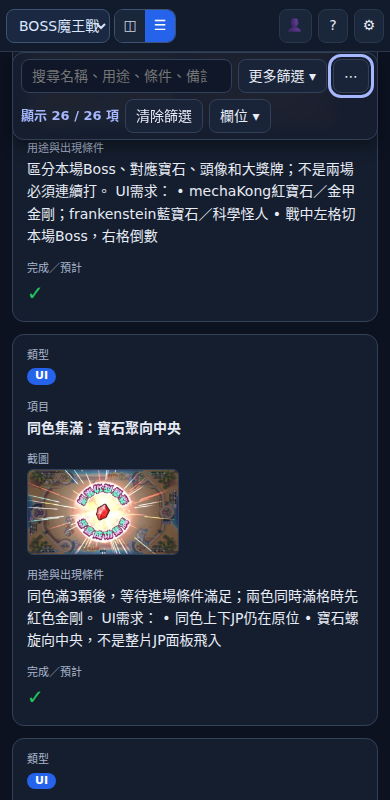 BOSS魔王戰
?
搜尋名稱、用途、條件、備註
更多篩選 ▾
⋯
顯示 26 / 26 項
清除篩選
欄位 ▾
用途與出現條件
區分本場Boss、對應寶石、頭像和大獎牌；不是兩場
必須連續打。 UI需求： • mechaKong紅寶石／金甲
金剛；frankenstein藍寶石／科學怪人 • 戰中左格切
本場Boss，右格倒數
完成／預計
✓
類型
UI
項目
同色集滿：寶石聚向中央
截圖
用途與出現條件
同色滿3顆後，等待進場條件滿足；兩色同時滿格時先
紅色金剛。 UI需求： • 同色上下JP仍在原位 • 寶石螺
旋向中央，不是整片JP面板飛入
完成／預計
✓
類型
UI